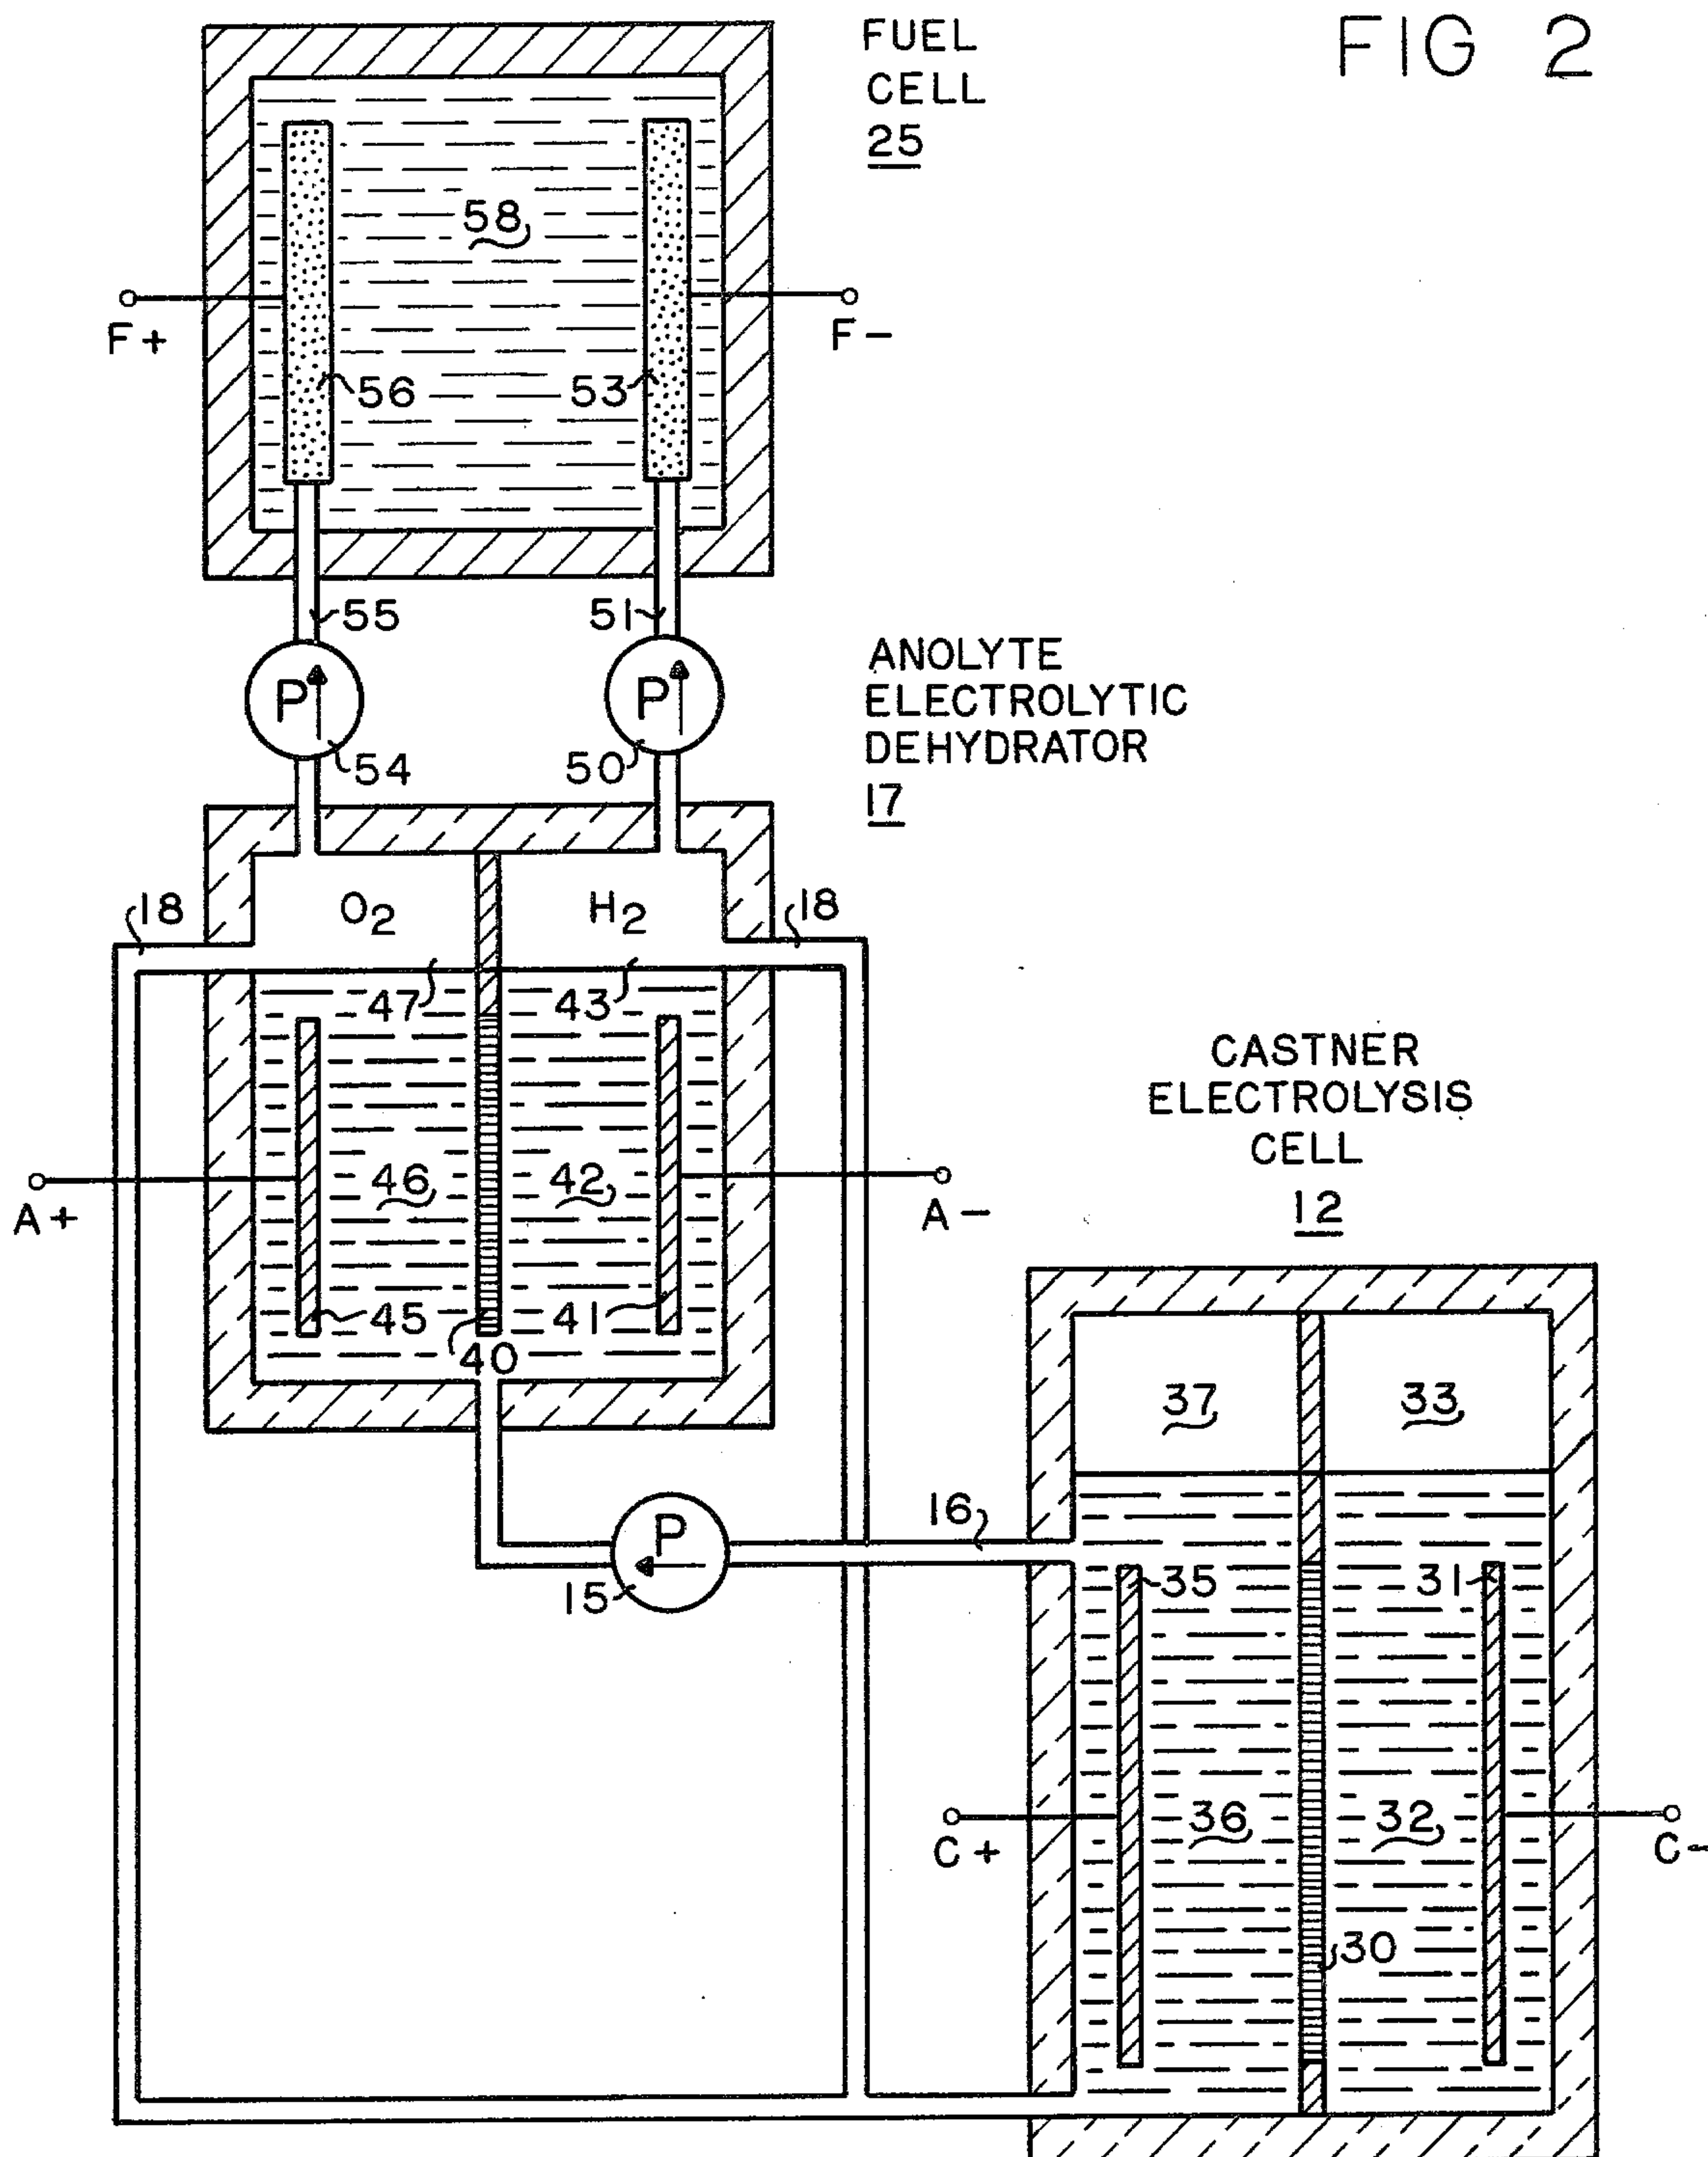 FIG 2
FUEL
CELL
25
58
F+
F-
56
53
55
51
P
P
54
50
ANOLYTE
ELECTROLYTIC
DEHYDRATOR
17
18
O2
H2
18
47
43
46
42
A+
A-
45
41
40
CASTNER
ELECTROLYSIS
CELL
12
37
33
16
P
15
35
31
36
32
C+
C-
30